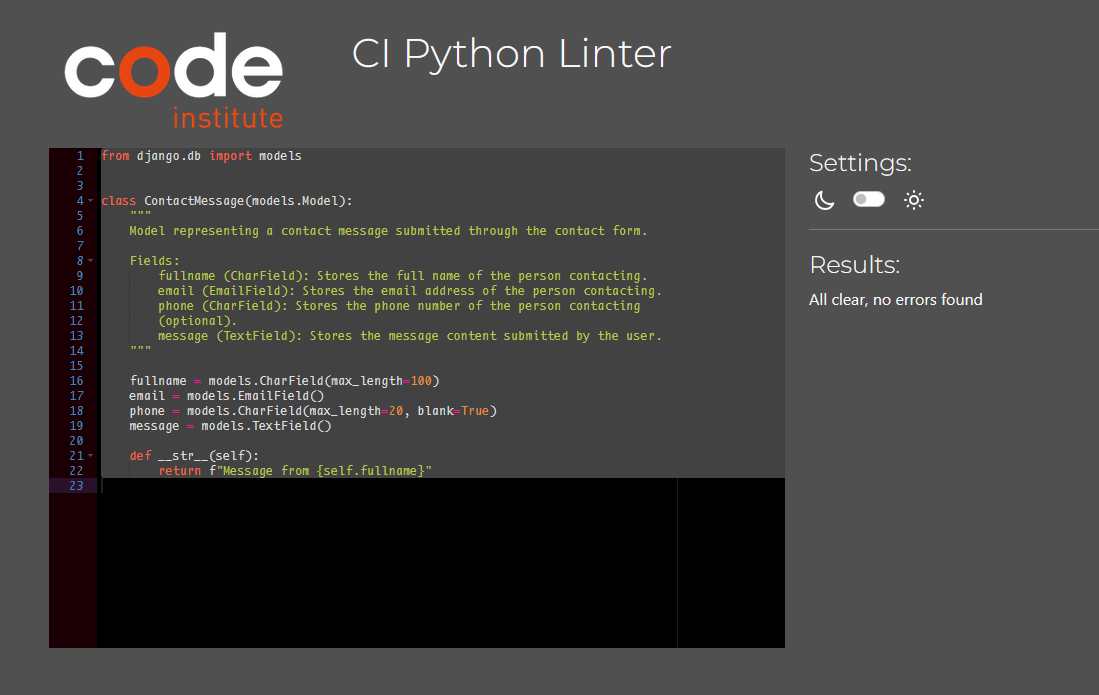 code
institute
CI Python Linter
1 from django.db import models
2
3
4 class ContactMessage(models.Model):
5     """
6     Model representing a contact message submitted through the contact form.
7
8     Fields:
9         fullname (CharField): Stores the full name of the person contacting.
10         email (EmailField): Stores the email address of the person contacting.
11         phone (CharField): Stores the phone number of the person contacting
12         (optional).
13         message (TextField): Stores the message content submitted by the user.
14     """
15
16     fullname = models.CharField(max_length=100)
17     email = models.EmailField()
18     phone = models.CharField(max_length=20, blank=True)
19     message = models.TextField()
20
21     def __str__(self):
22         return f"Message from {self.fullname}"
23
Settings:
Results:
All clear, no errors found